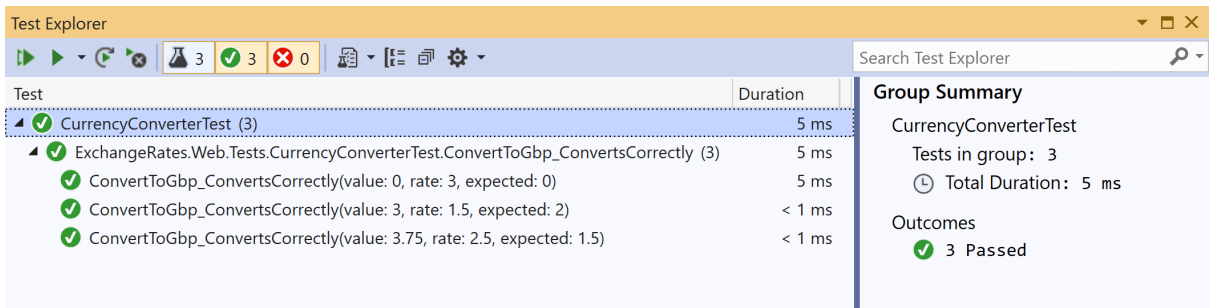 Test Explorer
3 3 0
Search Test Explorer
Test Duration
CurrencyConverterTest (3) 5 ms
ExchangeRates.Web.Tests.CurrencyConverterTest.ConvertToGbp_ConvertsCorrectly (3) 5 ms
ConvertToGbp_ConvertsCorrectly(value: 0, rate: 3, expected: 0) 5 ms
ConvertToGbp_ConvertsCorrectly(value: 3, rate: 1.5, expected: 2) < 1 ms
ConvertToGbp_ConvertsCorrectly(value: 3.75, rate: 2.5, expected: 1.5) < 1 ms
Group Summary
CurrencyConverterTest
Tests in group: 3
Total Duration: 5 ms
Outcomes
3 Passed